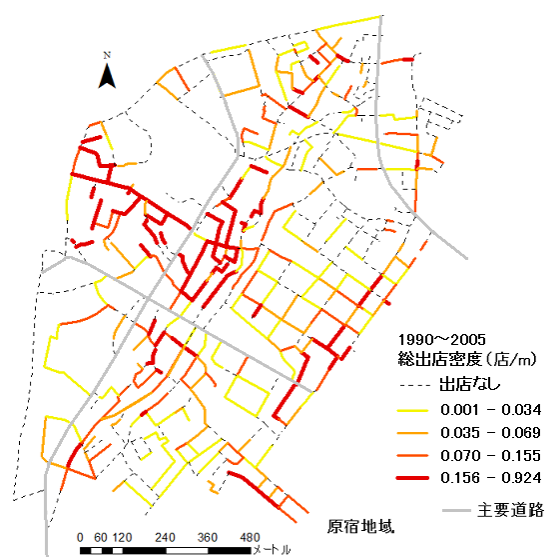 N
1990～2005
総出店密度（店/m）
出店なし
0.001 - 0.034
0.035 - 0.069
0.070 - 0.155
0.156 - 0.924
主要道路
原宿地域
0 60 120 240 360 480
メートル